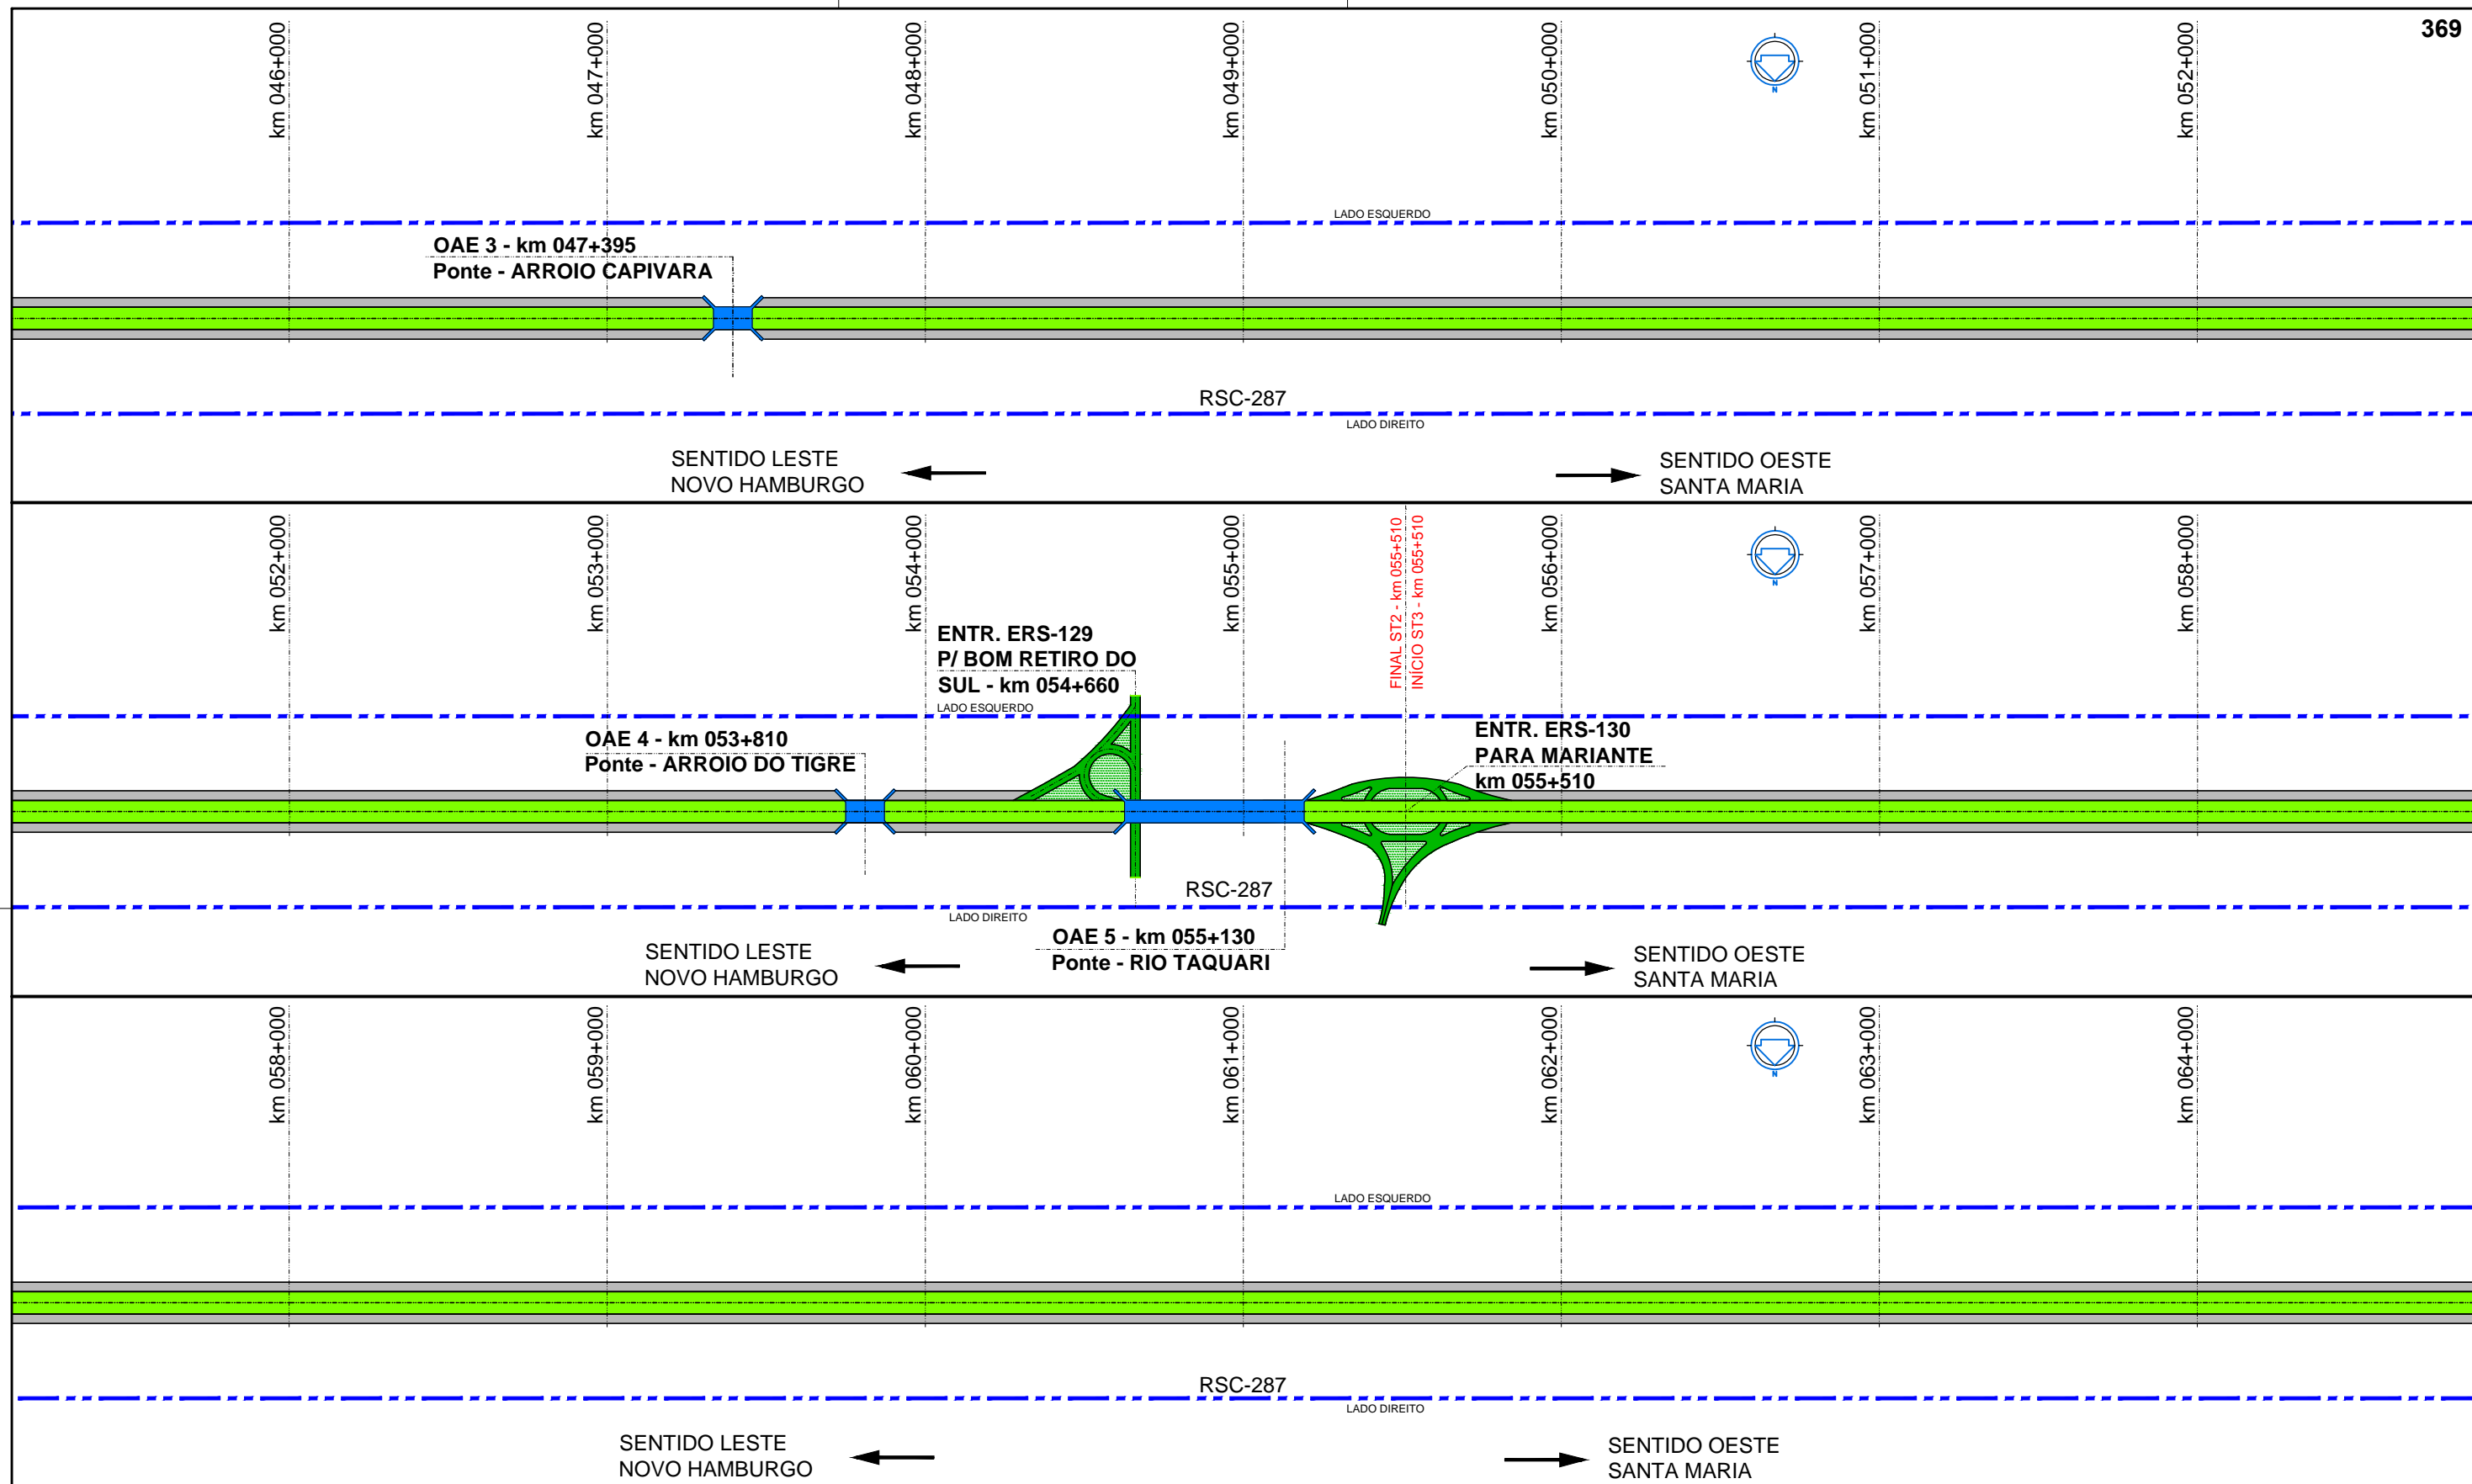 369
km 046+000
km 047+000
km 048+000
km 049+000
km 050+000
km 051+000
km 052+000
N
LADO ESQUERDO
OAE 3 - km 047+395
Ponte - ARROIO CAPIVARA
RSC-287
LADO DIREITO
SENTIDO LESTE
NOVO HAMBURGO
SENTIDO OESTE
SANTA MARIA
km 052+000
km 053+000
km 054+000
km 055+000
FINAL ST2 - km 055+510
INÍCIO ST3 - km 055+510
km 056+000
km 057+000
km 058+000
N
ENTR. ERS-129
P/ BOM RETIRO DO
SUL - km 054+660
LADO ESQUERDO
OAE 4 - km 053+810
Ponte - ARROIO DO TIGRE
ENTR. ERS-130
PARA MARIANTE
km 055+510
RSC-287
LADO DIREITO
OAE 5 - km 055+130
Ponte - RIO TAQUARI
SENTIDO LESTE
NOVO HAMBURGO
SENTIDO OESTE
SANTA MARIA
km 058+000
km 059+000
km 060+000
km 061+000
km 062+000
km 063+000
km 064+000
N
LADO ESQUERDO
RSC-287
LADO DIREITO
SENTIDO LESTE
NOVO HAMBURGO
SENTIDO OESTE
SANTA MARIA